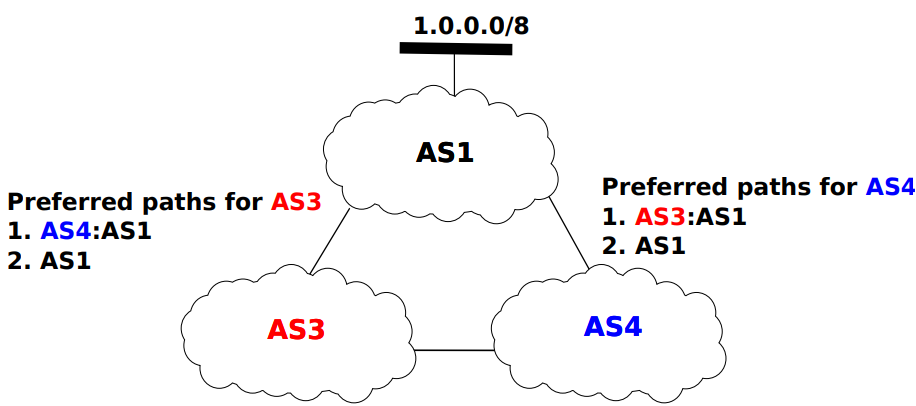 1.0.0.0/8
AS1
Preferred paths for AS3
1. AS4:AS1
2. AS1
Preferred paths for AS4
1. AS3:AS1
2. AS1
AS3
AS4